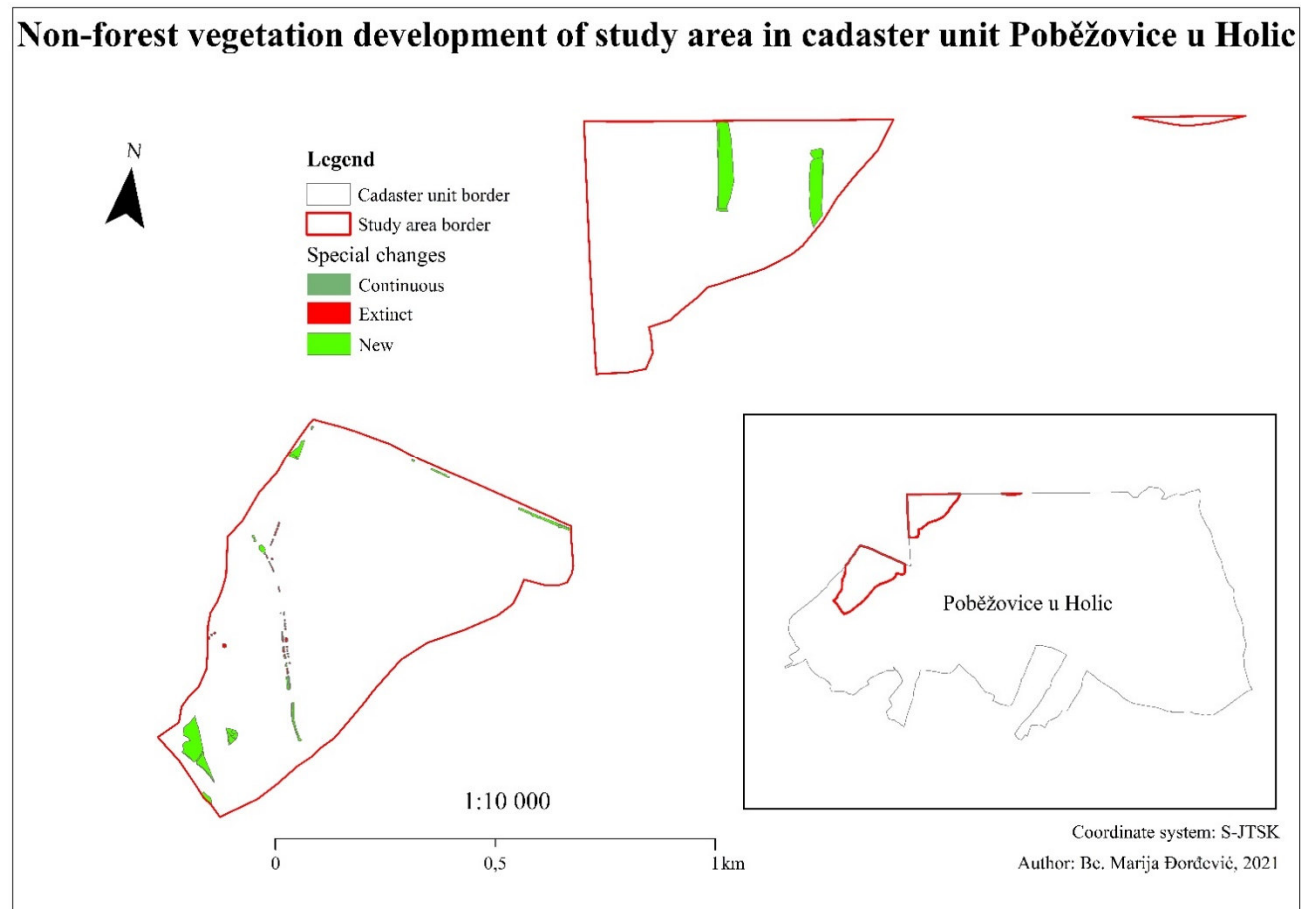 Non-forest vegetation development of study area in cadaster unit Poběžovice u Holic
N
Legend
Cadaster unit border
Study area border
Special changes
Continuous
Extinct
New
Poběžovice u Holic
1:10 000
0 0,5 1km
Coordinate system: S-JTSK
Author: Bc. Marija Đorđević, 2021